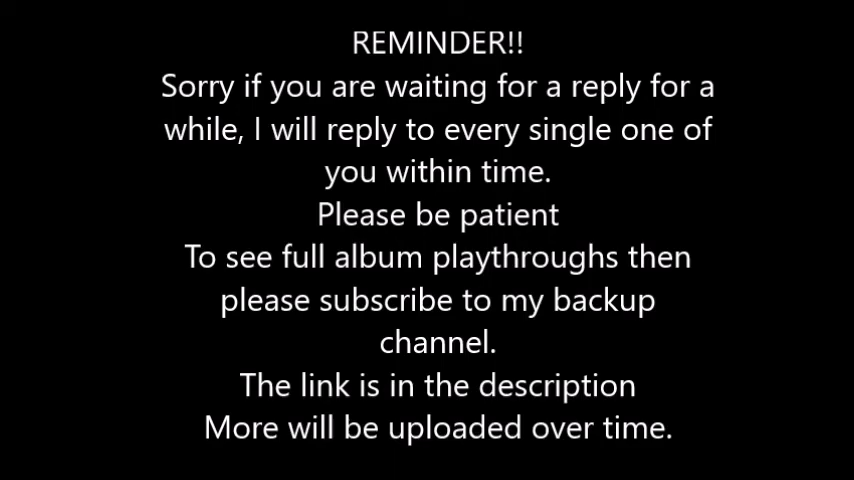 REMINDER!!
Sorry if you are waiting for a reply for a
while, I will reply to every single one of
you within time.
Please be patient
To see full album playthroughs then
please subscribe to my backup
channel.
The link is in the description
More will be uploaded over time.